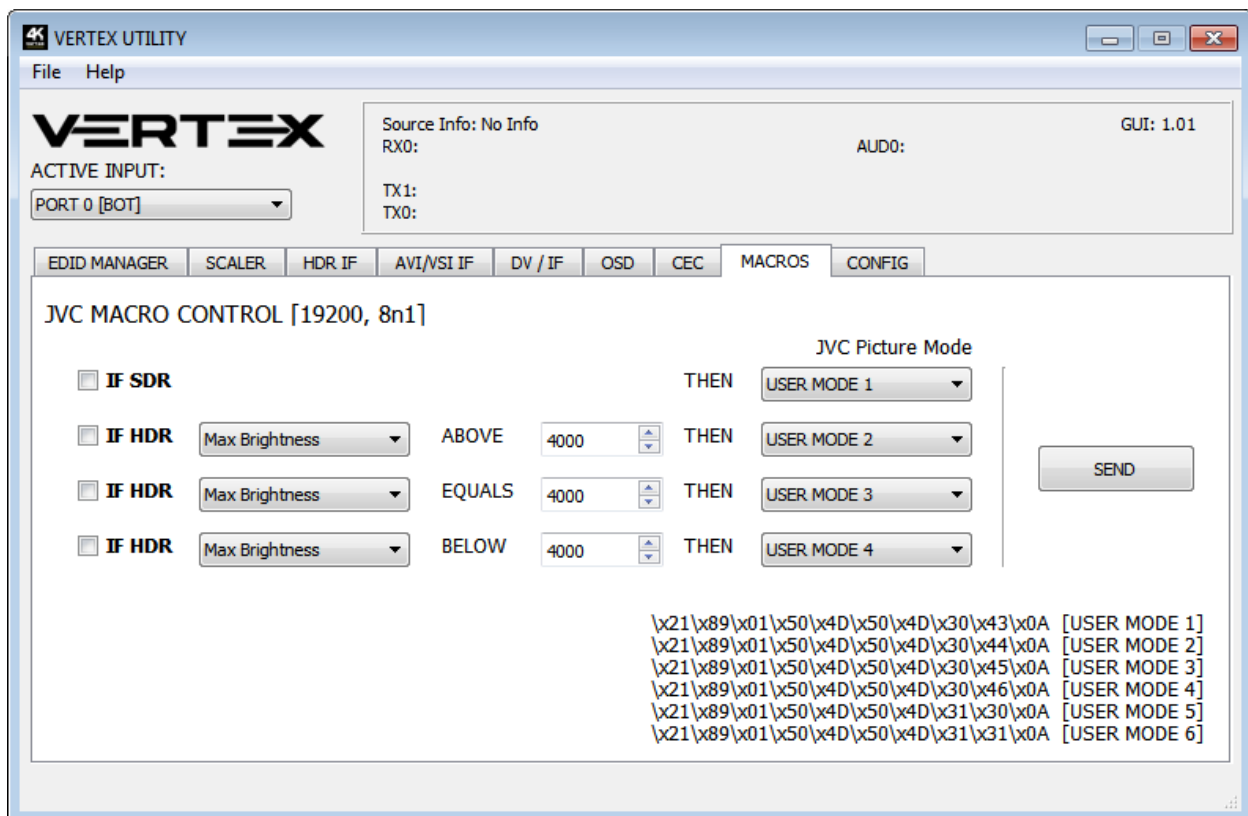 VERTEX UTILITY
File Help
VERTEX
Source Info: No Info GUI: 1.01
RX0: AUD0:
ACTIVE INPUT:
TX1:
PORT 0 [BOT]
TX0:
EDID MANAGER SCALER HDR IF AVI/VSI IF DV / IF OSD CEC MACROS CONFIG
JVC MACRO CONTROL [19200, 8n1]
JVC Picture Mode
IF SDR THEN USER MODE 1
IF HDR Max Brightness ABOVE 4000 THEN USER MODE 2
SEND
IF HDR Max Brightness EQUALS 4000 THEN USER MODE 3
IF HDR Max Brightness BELOW 4000 THEN USER MODE 4
\x21\x89\x01\x50\x4D\x50\x4D\x30\x43\x0A [USER MODE 1]
\x21\x89\x01\x50\x4D\x50\x4D\x30\x44\x0A [USER MODE 2]
\x21\x89\x01\x50\x4D\x50\x4D\x30\x45\x0A [USER MODE 3]
\x21\x89\x01\x50\x4D\x50\x4D\x30\x46\x0A [USER MODE 4]
\x21\x89\x01\x50\x4D\x50\x4D\x31\x30\x0A [USER MODE 5]
\x21\x89\x01\x50\x4D\x50\x4D\x31\x31\x0A [USER MODE 6]